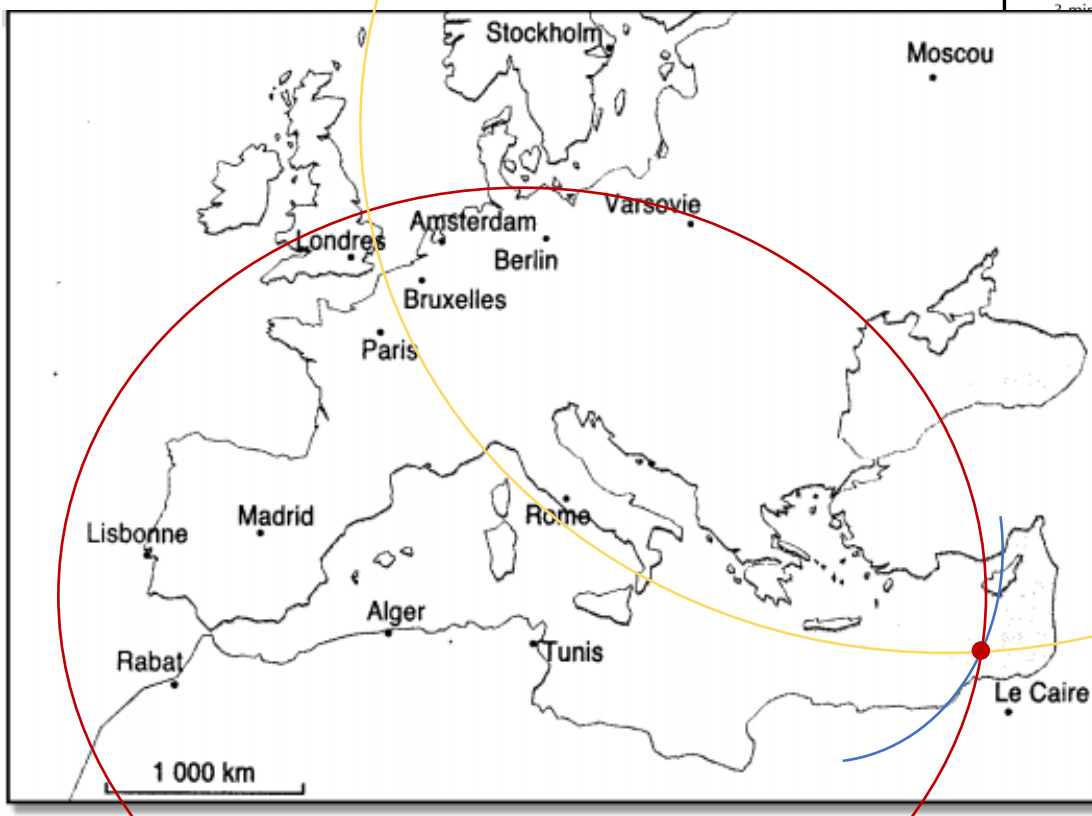 Stockholm
Moscou
Varsovie
Amsterdam
Londres
Berlin
Bruxelles
Paris
Rome
Madrid
Lisbonne
Alger
Tunis
Rabat
Le Caire
1 000 km